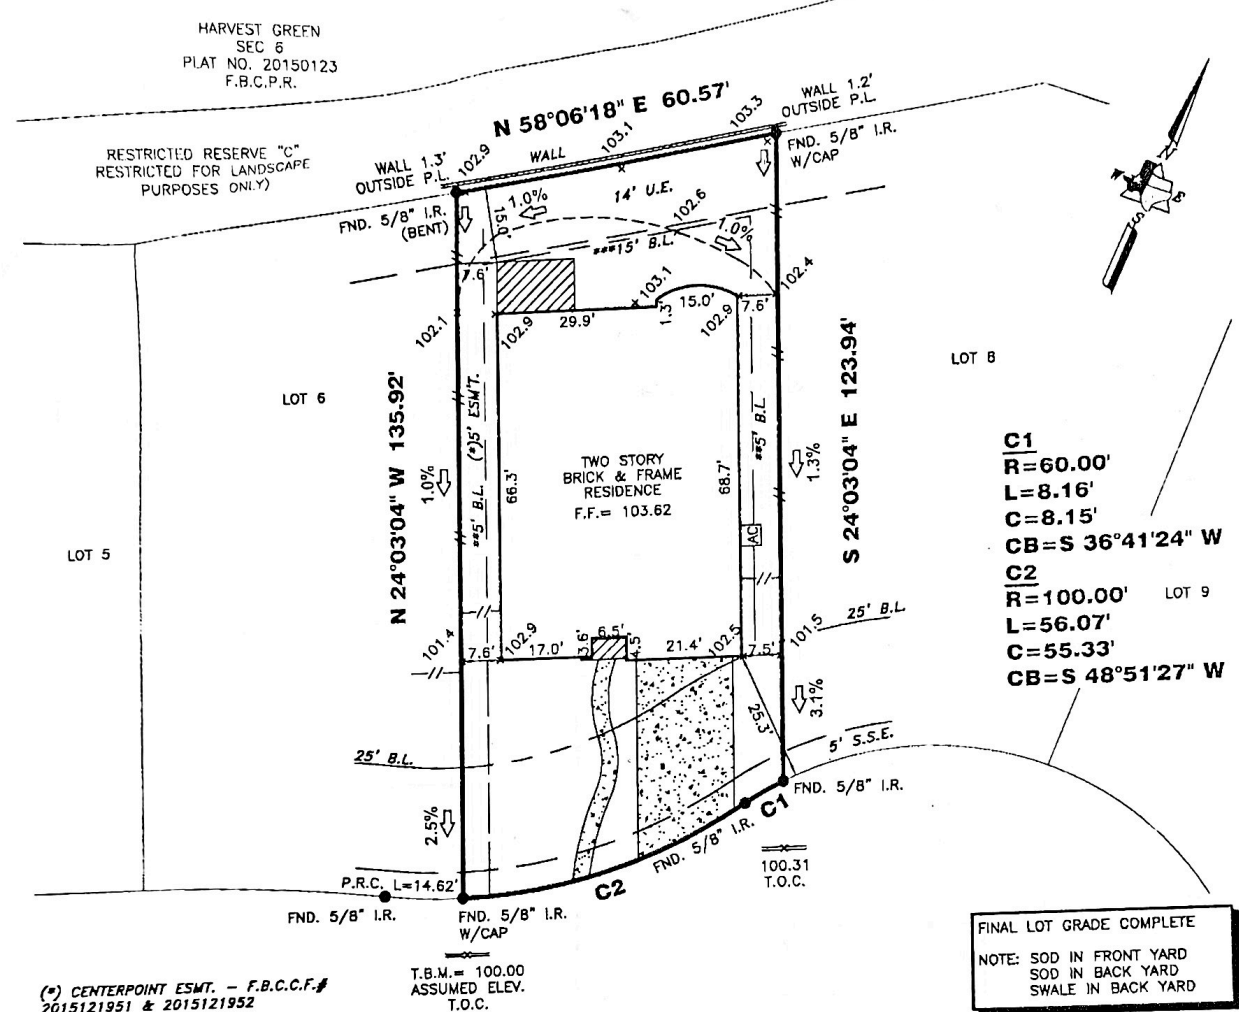 HARVEST GREEN
SEC 6
PLAT NO. 20150123
F.B.C.P.R.
RESTRICTED RESERVE "C"
RESTRICTED FOR LANDSCAPE
PURPOSES ONLY)
N 58°06'18" E 60.57'
WALL 1.3'
OUTSIDE P.L.
102.9
WALL
103.1
103.3
WALL 1.2'
OUTSIDE P.L.
FND. 5/8" I.R.
W/CAP
FND. 5/8" I.R.
(BENT)
1.0%
15.0'
14' U.E.
102.6
1.0%
***15' B.L.
7.6'
103.1
102.4
102.1
102.9
29.9'
1.3'
15.0'
102.9
7.6'
N
W
E
S
LOT 6
LOT 8
LOT 5
LOT 9
N 24°03'04" W 135.92'
S 24°03'04" E 123.94'
1.0%
**5' B.L.
(*)5' ESM'T.
66.3'
TWO STORY
BRICK & FRAME
RESIDENCE
F.F.= 103.62
68.7'
**5' B.L.
AC
1.3%
C1
R=60.00'
L=8.16'
C=8.15'
CB=S 36°41'24" W
C2
R=100.00'
L=56.07'
C=55.33'
CB=S 48°51'27" W
101.4
7.6'
102.9
17.0'
3.6'
6.5'
4.5'
21.4'
102.5
7.5'
101.5
25' B.L.
25.3'
3.1%
5' S.S.E.
25' B.L.
2.5%
FND. 5/8" I.R.
C1
FND. 5/8" I.R.
C2
100.31
T.O.C.
P.R.C. L=14.62'
FND. 5/8" I.R.
FND. 5/8" I.R.
W/CAP
T.B.M.= 100.00
ASSUMED ELEV.
T.O.C.
(*) CENTERPOINT ESMT. - F.B.C.C.F.#
2015121951 & 2015121952
FINAL LOT GRADE COMPLETE
NOTE: SOD IN FRONT YARD
SOD IN BACK YARD
SWALE IN BACK YARD